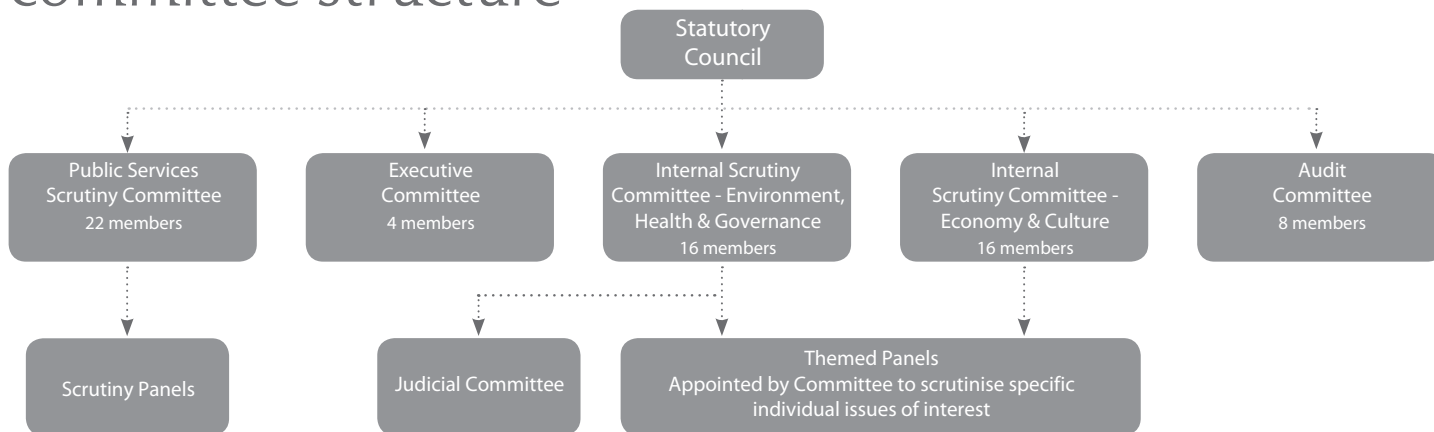 committee structure
Statutory
Council
Public Services
Scrutiny Committee
22 members
Executive
Committee
4 members
Internal Scrutiny
Committee - Environment,
Health & Governance
16 members
Internal
Scrutiny Committee -
Economy & Culture
16 members
Audit
Committee
8 members
Scrutiny Panels
Judicial Committee
Themed Panels
Appointed by Committee to scrutinise specific
individual issues of interest